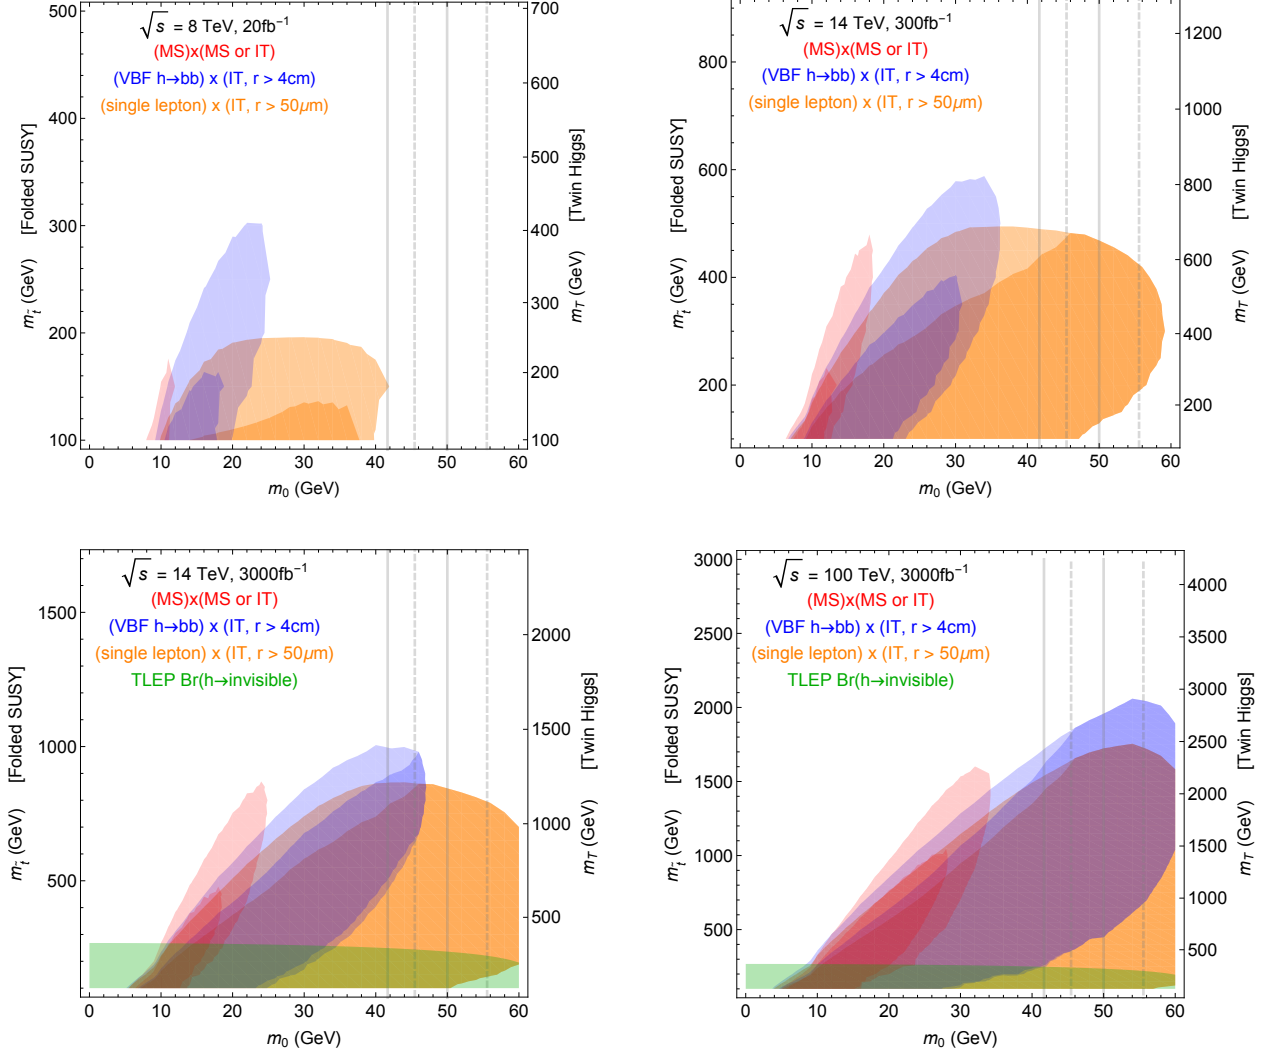 √s = 8 TeV, 20fb⁻¹
(MS)x(MS or IT)
(VBF h→bb) x (IT, r > 4cm)
(single lepton) x (IT, r > 50μm)
500
400
300
200
100
m_t̃ (GeV) [Folded SUSY]
700
600
500
400
300
200
100
m_T (GeV) [Twin Higgs]
0 10 20 30 40 50 60
m₀ (GeV)
√s = 14 TeV, 300fb⁻¹
(MS)x(MS or IT)
(VBF h→bb) x (IT, r > 4cm)
(single lepton) x (IT, r > 50μm)
800
600
400
200
m_t̃ (GeV) [Folded SUSY]
1200
1000
800
600
400
200
m_T (GeV) [Twin Higgs]
0 10 20 30 40 50 60
m₀ (GeV)
√s = 14 TeV, 3000fb⁻¹
(MS)x(MS or IT)
(VBF h→bb) x (IT, r > 4cm)
(single lepton) x (IT, r > 50μm)
TLEP Br(h→invisible)
1500
1000
500
m_t̃ (GeV) [Folded SUSY]
2000
1500
1000
500
m_T (GeV) [Twin Higgs]
0 10 20 30 40 50 60
m₀ (GeV)
√s = 100 TeV, 3000fb⁻¹
(MS)x(MS or IT)
(VBF h→bb) x (IT, r > 4cm)
(single lepton) x (IT, r > 50μm)
TLEP Br(h→invisible)
3000
2500
2000
1500
1000
500
m_t̃ (GeV) [Folded SUSY]
4000
3500
3000
2500
2000
1500
1000
500
m_T (GeV) [Twin Higgs]
0 10 20 30 40 50 60
m₀ (GeV)